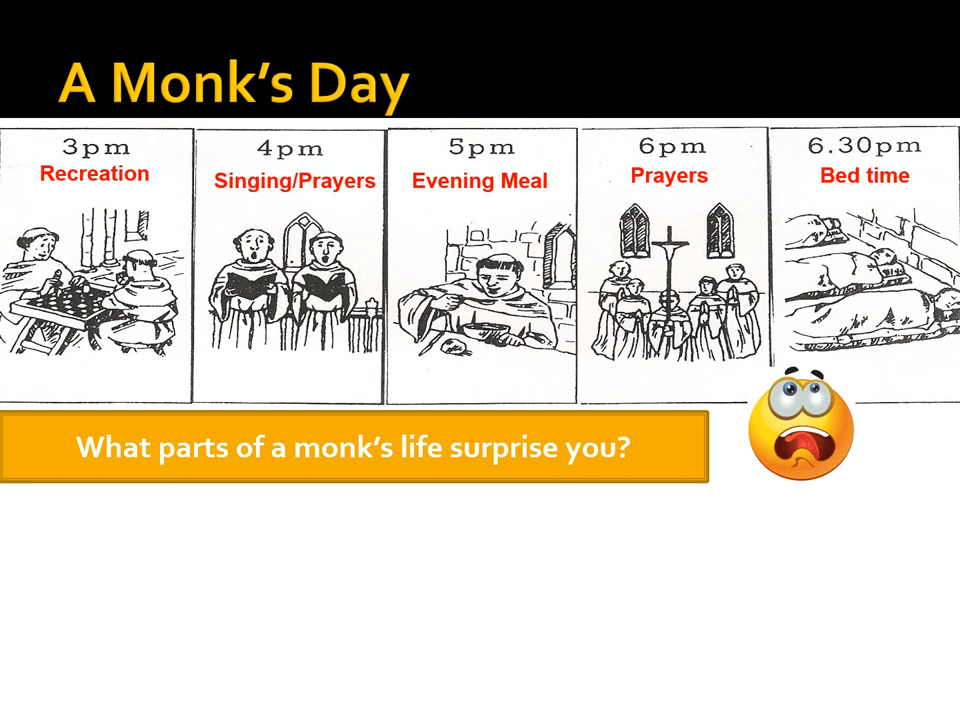 A Monk's Day
3pm
Recreation
4pm
Singing/Prayers
5pm
Evening Meal
6pm
Prayers
6.30pm
Bed time
What parts of a monk's life surprise you?